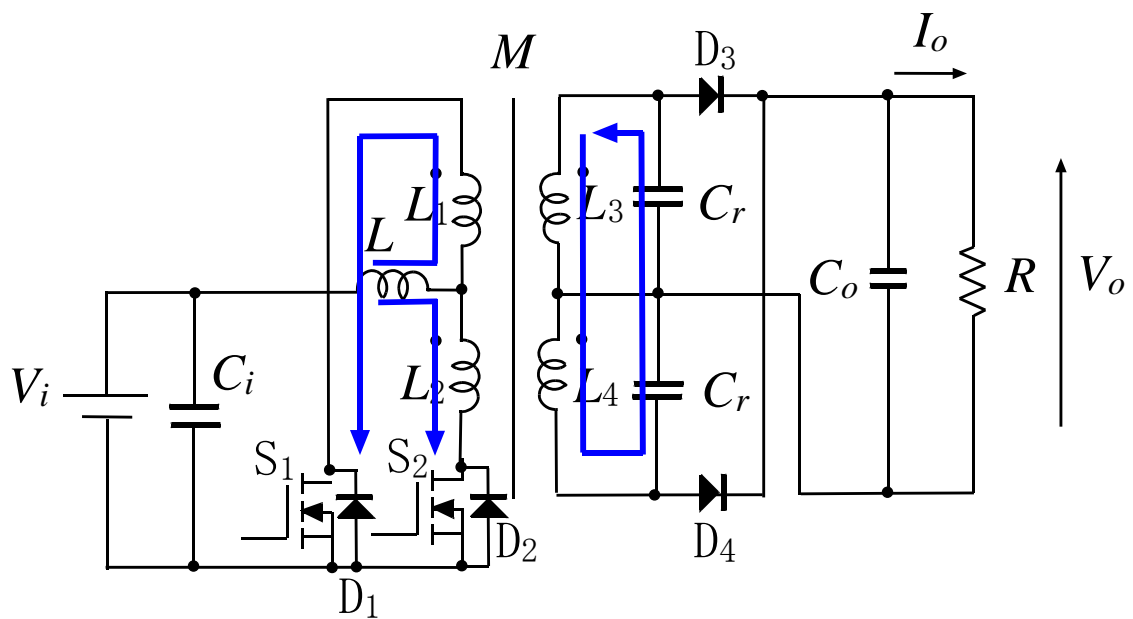 M
D₃
Iₒ
L₁
L
L₃
Cᵣ
Cₒ
R
Vₒ
Vᵢ
Cᵢ
L₂
L₄
Cᵣ
S₁
S₂
D₂
D₄
D₁